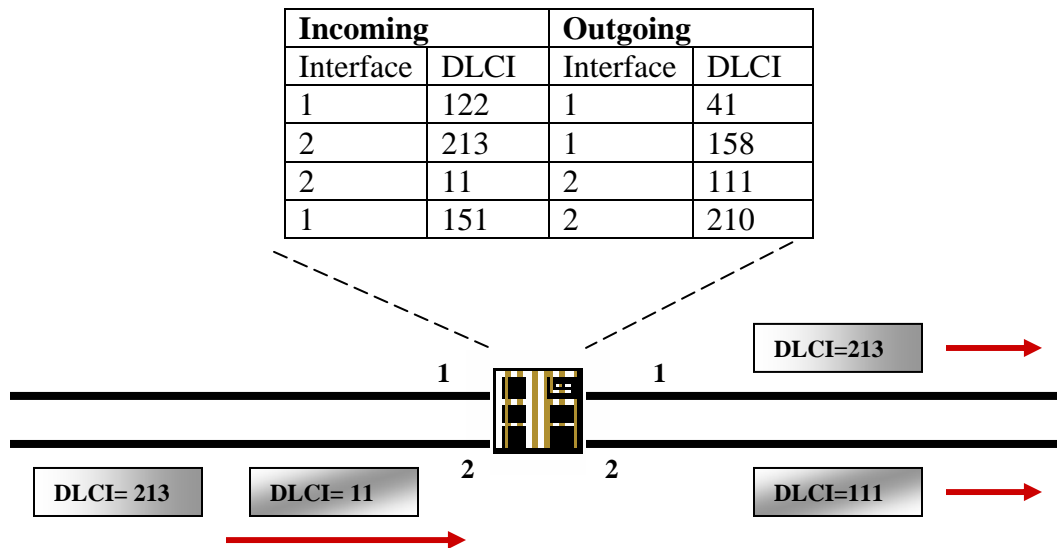 Incoming Outgoing
Interface DLCI Interface DLCI
1 122 1 41
2 213 1 158
2 11 2 111
1 151 2 210
DLCI=213
1 1
2 2
DLCI= 213 DLCI= 11 DLCI=111